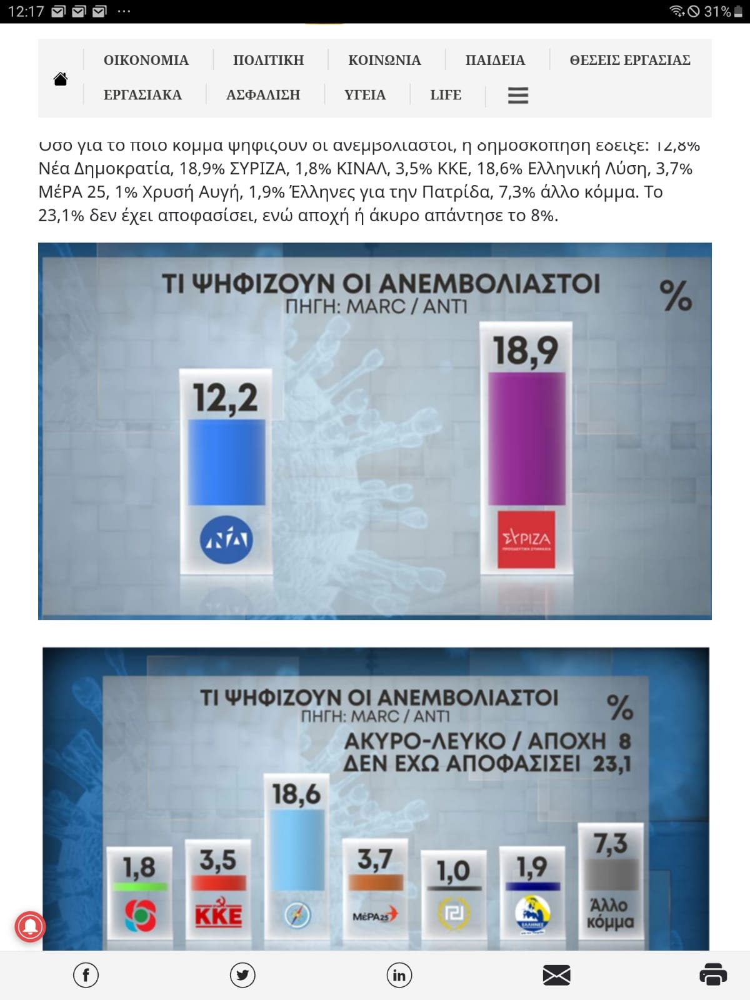 12:17 31%
ΟΙΚΟΝΟΜΙΑ ΠΟΛΙΤΙΚΗ ΚΟΙΝΩΝΙΑ ΠΑΙΔΕΙΑ ΘΕΣΕΙΣ ΕΡΓΑΣΙΑΣ
ΕΡΓΑΣΙΑΚΑ ΑΣΦΑΛΙΣΗ ΥΓΕΙΑ LIFE
Όσο για το ποιο κόμμα ψηφίζουν οι ανεμβολίαστοι, η δημοσκόπηση έδειξε: 12,8%
Νέα Δημοκρατία, 18,9% ΣΥΡΙΖΑ, 1,8% ΚΙΝΑΛ, 3,5% ΚΚΕ, 18,6% Ελληνική Λύση, 3,7%
ΜέΡΑ 25, 1% Χρυσή Αυγή, 1,9% Έλληνες για την Πατρίδα, 7,3% άλλο κόμμα. Το
23,1% δεν έχει αποφασίσει, ενώ αποχή ή άκυρο απάντησε το 8%.
ΤΙ ΨΗΦΙΖΟΥΝ ΟΙ ΑΝΕΜΒΟΛΙΑΣΤΟΙ %
ΠΗΓΗ: MARC / ΑΝΤ1
12,2 18,9
ΝΔ ΣΥΡΙΖΑ
ΠΡΟΟΔΕΥΤΙΚΗ ΣΥΜΜΑΧΙΑ
ΤΙ ΨΗΦΙΖΟΥΝ ΟΙ ΑΝΕΜΒΟΛΙΑΣΤΟΙ %
ΠΗΓΗ: MARC / ΑΝΤ1
ΑΚΥΡΟ-ΛΕΥΚΟ / ΑΠΟΧΗ 8
ΔΕΝ ΕΧΩ ΑΠΟΦΑΣΙΣΕΙ 23,1
1,8 3,5 18,6 3,7 1,0 1,9 7,3
ΚΚΕ ΜέΡΑ25 ΕΛΛΗΝΕΣ Άλλο
κόμμα